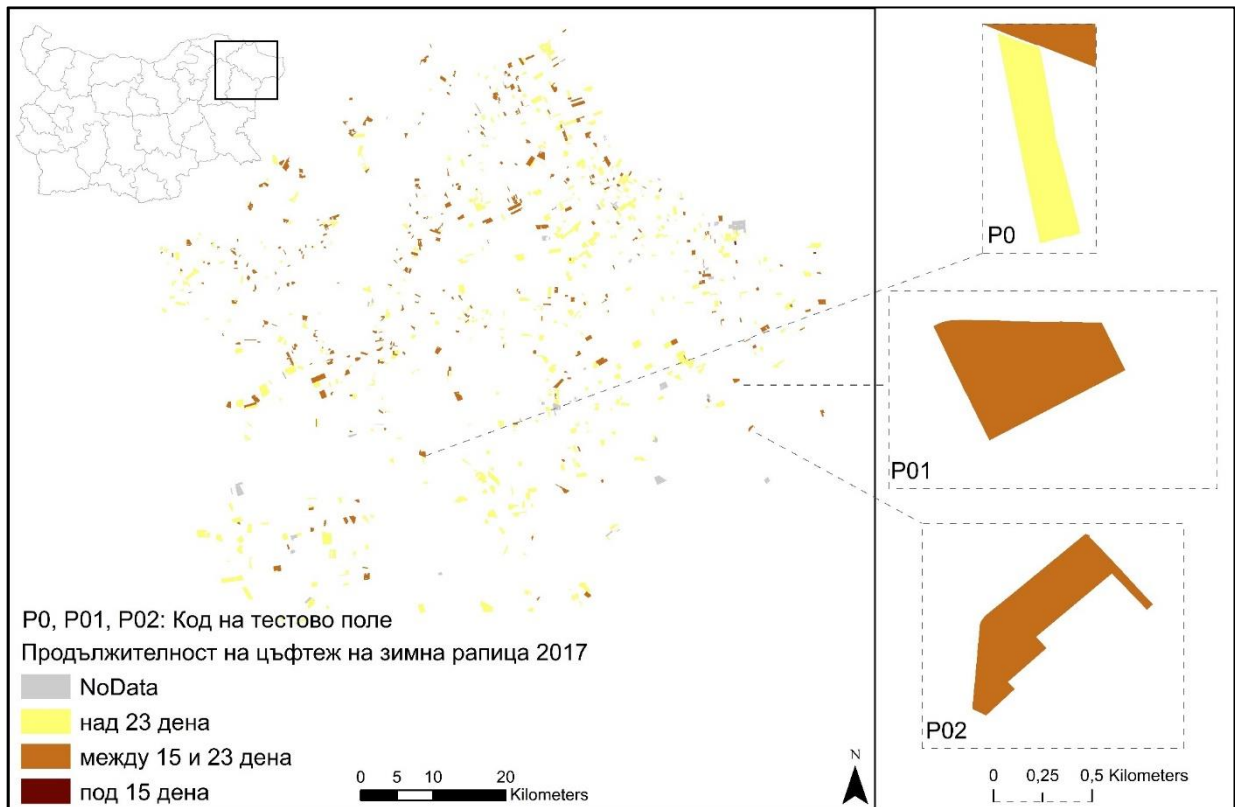 P0
P01
P02
P0, P01, P02: Код на тестово поле
Продължителност на цъфтеж на зимна рапица 2017
NoData
над 23 дена
между 15 и 23 дена
под 15 дена
0 5 10 20
Kilometers
N
0 0,25 0,5 Kilometers